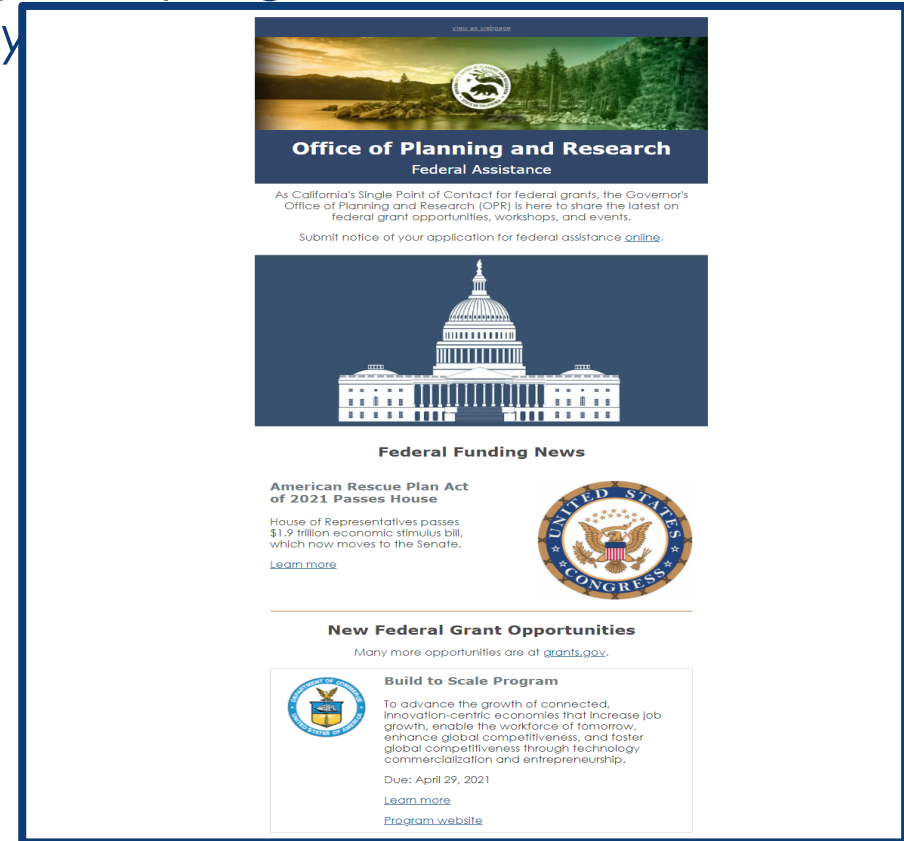 y
view as webpage
Office of Planning and Research
Federal Assistance
As California's Single Point of Contact for federal grants, the Governor's
Office of Planning and Research (OPR) is here to share the latest on
federal grant opportunities, workshops, and events.
Submit notice of your application for federal assistance online.
Federal Funding News
American Rescue Plan Act
of 2021 Passes House
House of Representatives passes
$1.9 trillion economic stimulus bill,
which now moves to the Senate.
Learn more
UNITED STATES
CONGRESS
New Federal Grant Opportunities
Many more opportunities are at grants.gov.
DEPARTMENT OF COMMERCE
UNITED STATES OF AMERICA
Build to Scale Program
To advance the growth of connected,
innovation-centric economies that increase job
growth, enable the workforce of tomorrow,
enhance global competitiveness, and foster
global competitiveness through technology
commercialization and entrepreneurship.
Due: April 29, 2021
Learn more
Program website